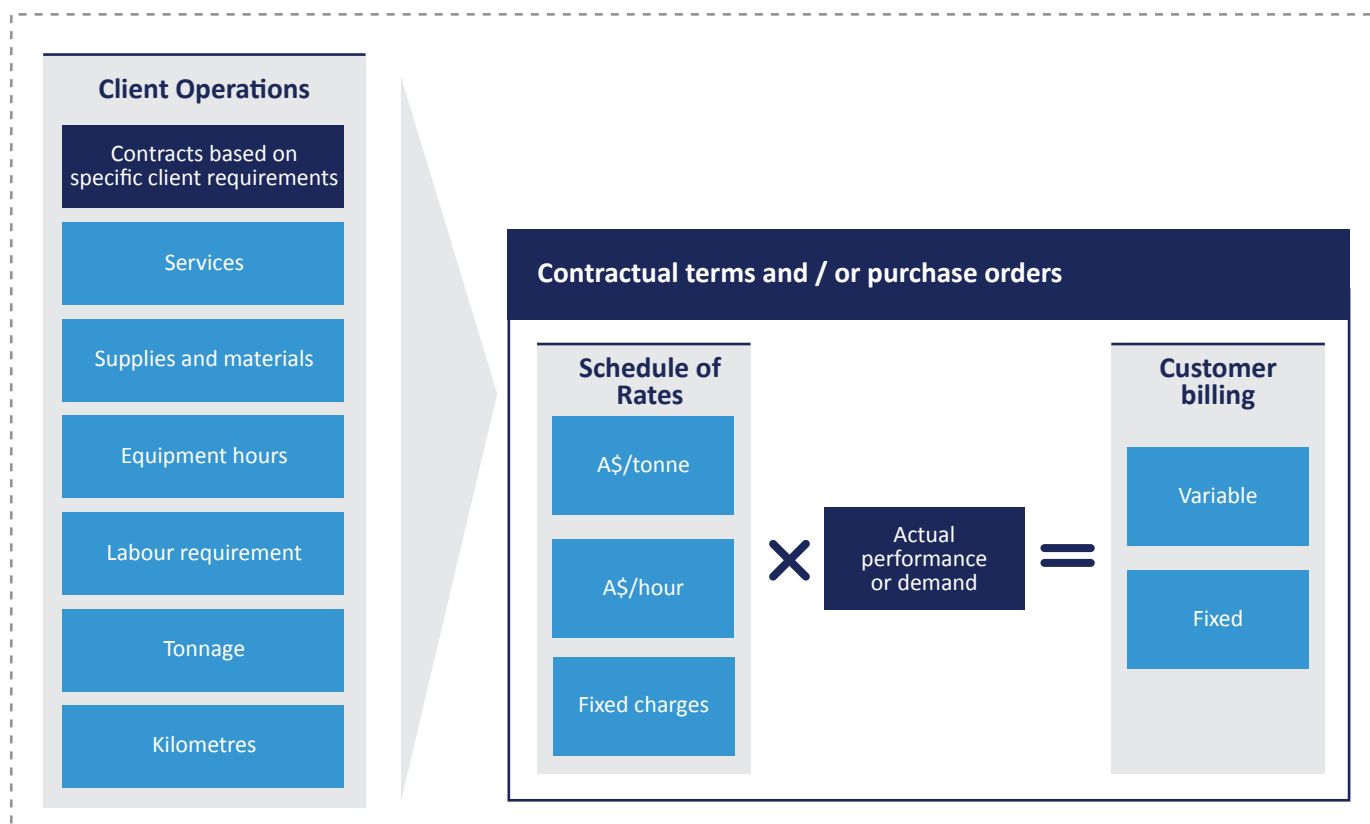 Client Operations
Contracts based on
specific client requirements
Services
Supplies and materials
Equipment hours
Labour requirement
Tonnage
Kilometres
Contractual terms and / or purchase orders
Schedule of
Rates
A$/tonne
A$/hour
Fixed charges
Actual
performance
or demand
Customer
billing
Variable
Fixed